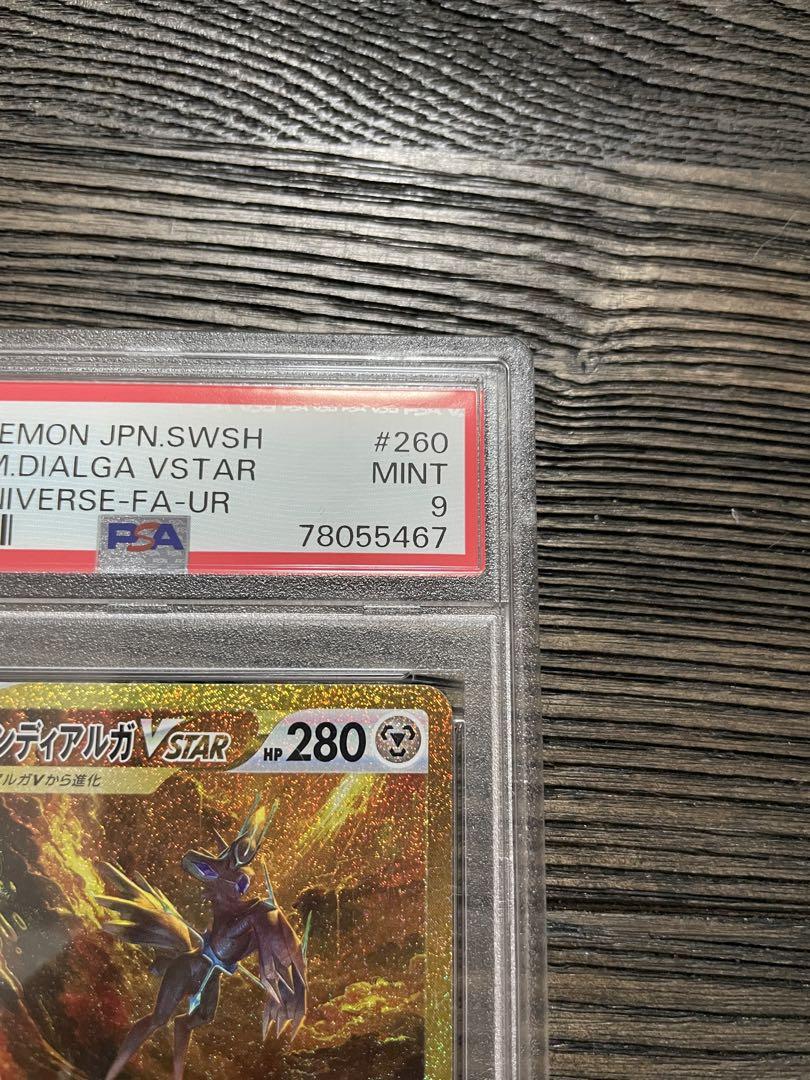 EMON JPN.SWSH #260
M.DIALGA VSTAR MINT
NIVERSE-FA-UR 9
PSA 78055467
ンディアルガVSTAR HP 280
アルガVから進化